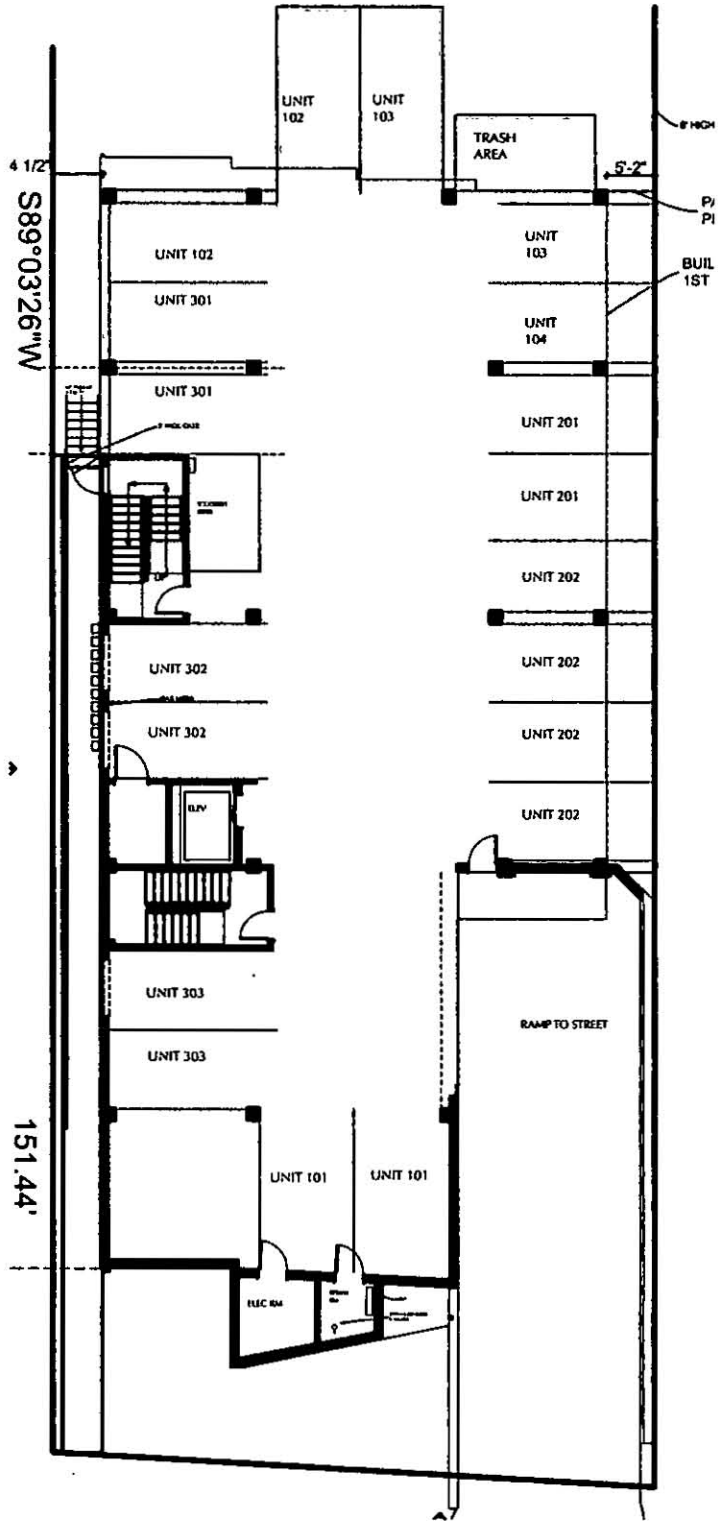 UNIT
102
UNIT
103
TRASH
AREA
8' HIGH
4 1/2"
5'-2"
S89°03'26"W
UNIT 102
UNIT
103
BUIL
1ST
UNIT 301
UNIT
104
UNIT 301
UNIT 201
UNIT 201
UP
UNIT 202
UNIT 302
UNIT 202
UNIT 302
UNIT 202
ELEV
UNIT 202
UNIT 303
RAMP TO STREET
UNIT 303
151.44'
UNIT 101
UNIT 101
ELEC RM